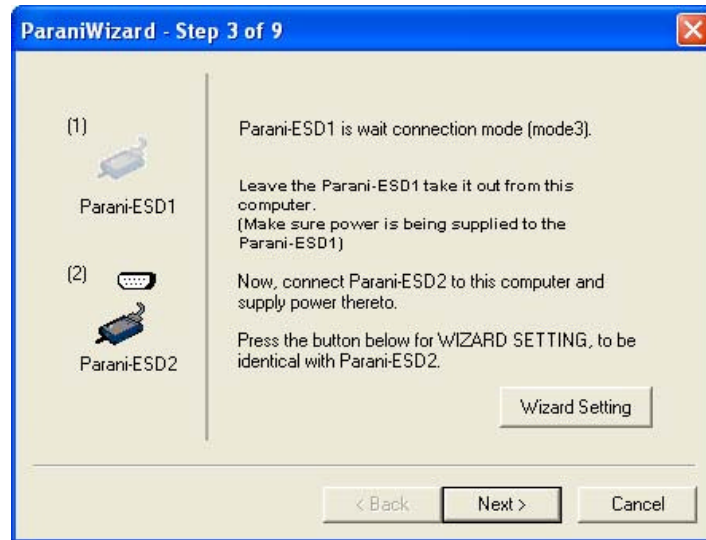 ParaniWizard - Step 3 of 9
(1)
Parani-ESD1
(2)
Parani-ESD2
Parani-ESD1 is wait connection mode (mode3).
Leave the Parani-ESD1 take it out from this
computer.
(Make sure power is being supplied to the
Parani-ESD1)
Now, connect Parani-ESD2 to this computer and
supply power thereto.
Press the button below for WIZARD SETTING, to be
identical with Parani-ESD2.
Wizard Setting
< Back
Next >
Cancel